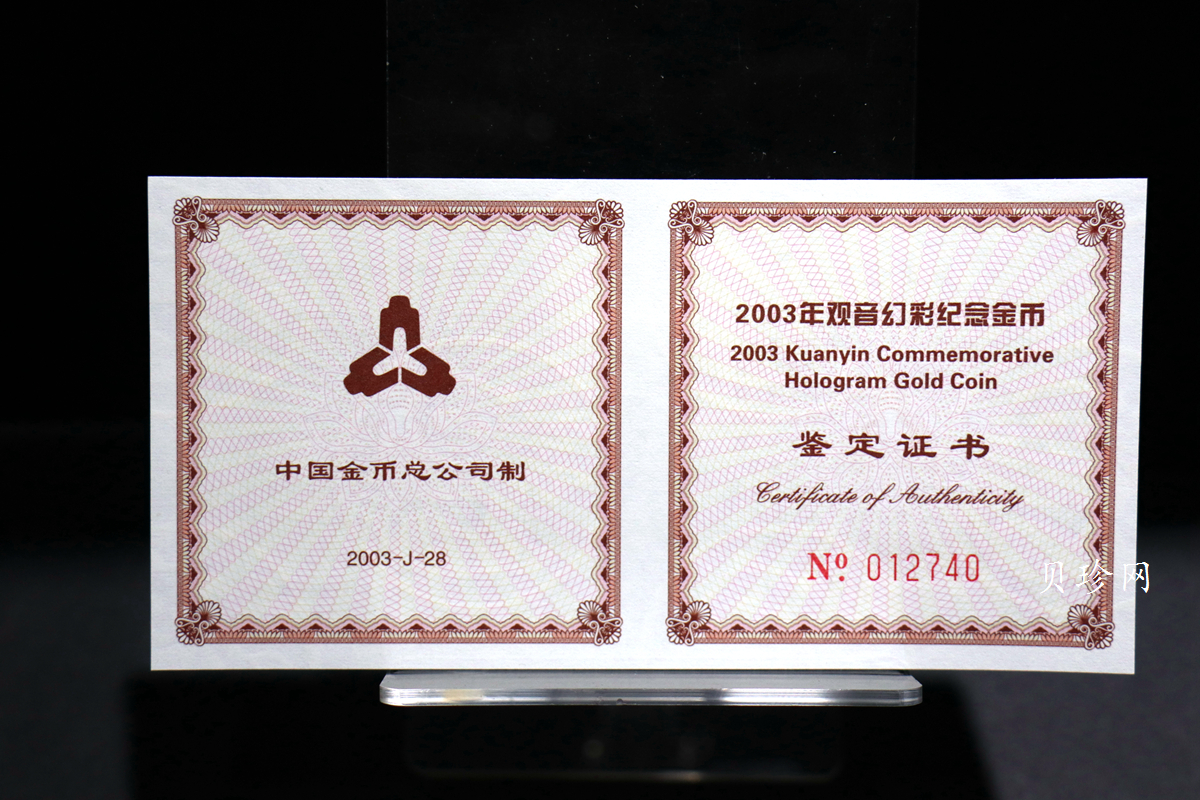 中国金币总公司制
2003-J-28
2003年观音幻彩纪念金币
2003 Kuanyin Commemorative
Hologram Gold Coin
鉴定证书
Certificate of Authenticity
Nº 012740
贝珍网